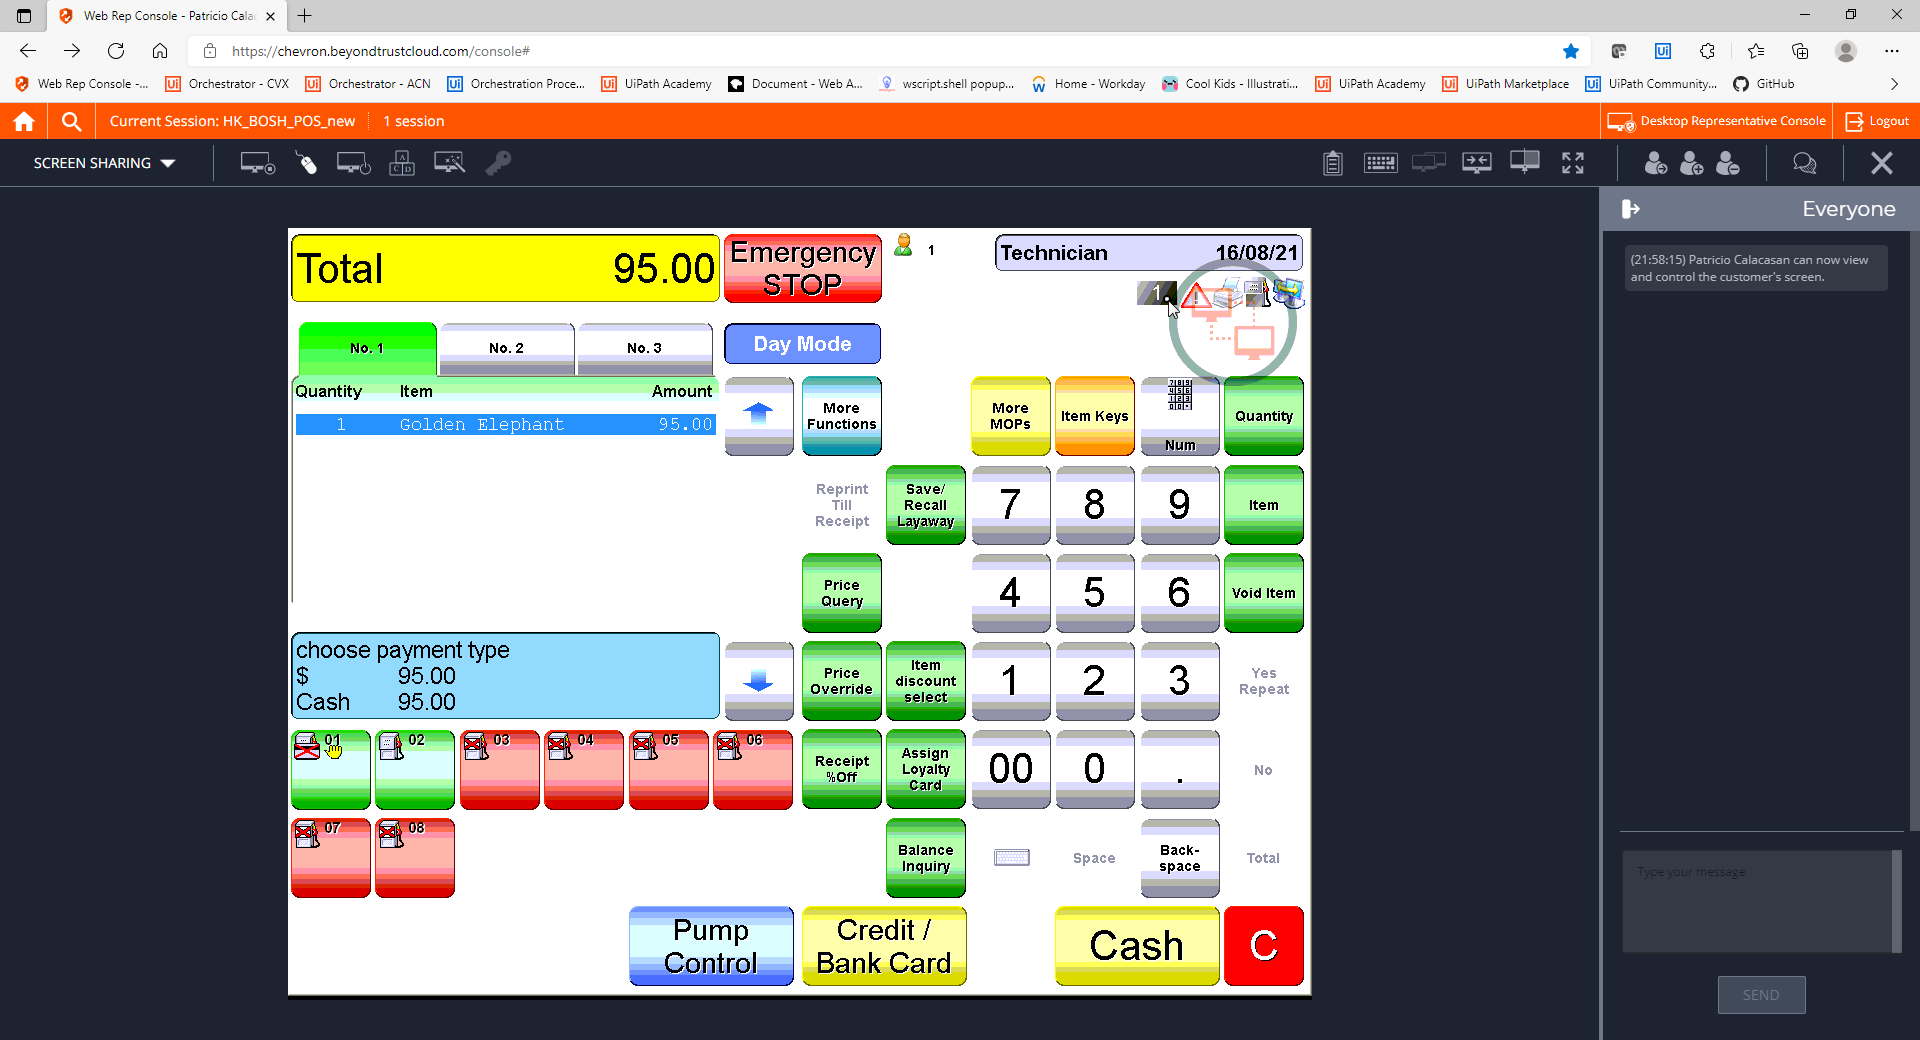 Web Rep Console - Patricio Cala
https://chevron.beyondtrustcloud.com/console#
Web Rep Console -...
Orchestrator - CVX
Orchestrator - ACN
Orchestration Proce...
UiPath Academy
Document - Web A...
wscript.shell popup...
Home - Workday
Cool Kids - Illustrati...
UiPath Academy
UiPath Marketplace
UiPath Community...
GitHub
Current Session: HK_BOSH_POS_new
1 session
Desktop Representative Console
Logout
SCREEN SHARING
Everyone
(21:58:15) Patricio Calacasan can now view
and control the customer's screen.
Total 95.00
Emergency
STOP
1
Technician 16/08/21
1.
No. 1
No. 2
No. 3
Day Mode
Quantity Item Amount
1 Golden Elephant 95.00
More
Functions
More
MOPs
Item Keys
Num
Quantity
Reprint
Till
Receipt
Save/
Recall
Layaway
7
8
9
Item
Price
Query
4
5
6
Void Item
choose payment type
$ 95.00
Cash 95.00
Price
Override
Item
discount
select
1
2
3
Yes
Repeat
01
02
03
04
05
06
Receipt
%Off
Assign
Loyalty
Card
00
0
.
No
07
08
Balance
Inquiry
Space
Back-
space
Total
Pump
Control
Credit /
Bank Card
Cash
C
Type your message
SEND